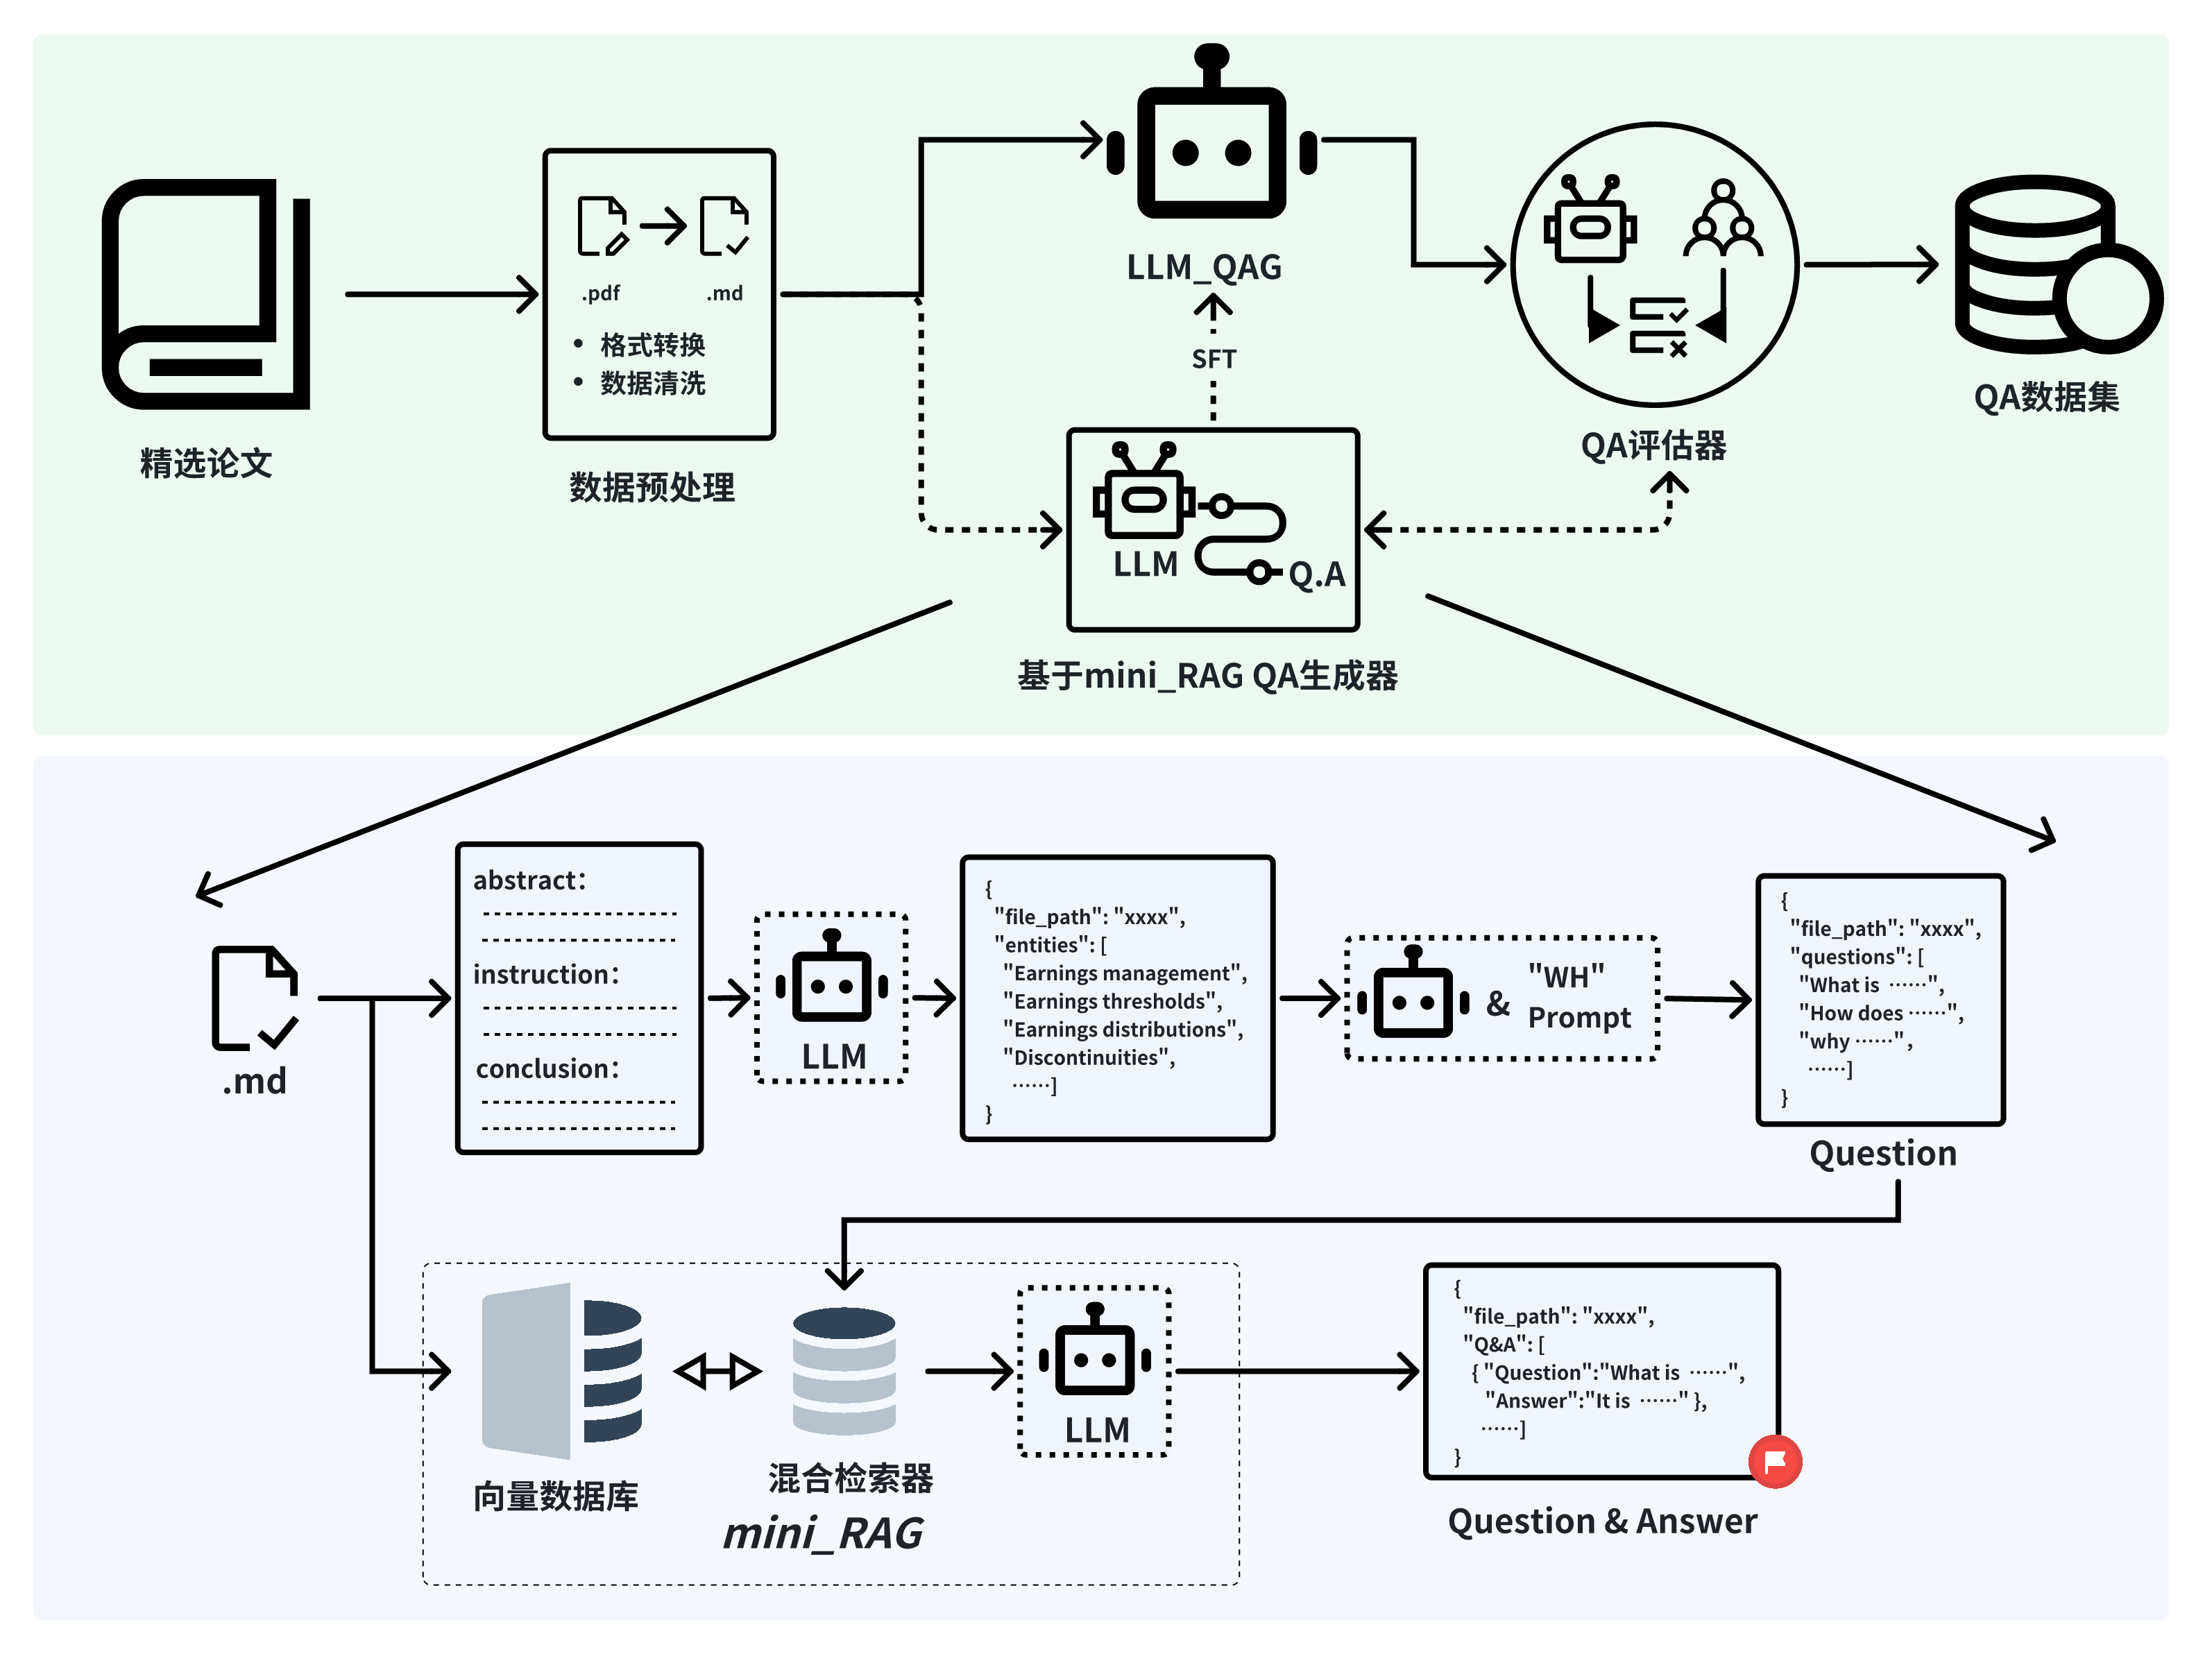 LLM_QAG
.pdf
.md
• 格式转换
• 数据清洗
SFT
QA数据集
QA评估器
精选论文
数据预处理
LLM
Q.A
基于mini_RAG QA生成器
abstract：
instruction：
conclusion：
.md
LLM
{
"file_path": "xxxx",
"entities": [
"Earnings management",
"Earnings thresholds",
"Earnings distributions",
"Discontinuities",
……]
}
&
"WH"
Prompt
{
"file_path": "xxxx",
"questions": [
"What is ……",
"How does ……",
"why ……",
……]
}
Question
向量数据库
混合检索器
LLM
mini_RAG
{
"file_path": "xxxx",
"Q&A": [
{ "Question":"What is ……",
"Answer":"It is ……" },
……]
}
Question & Answer